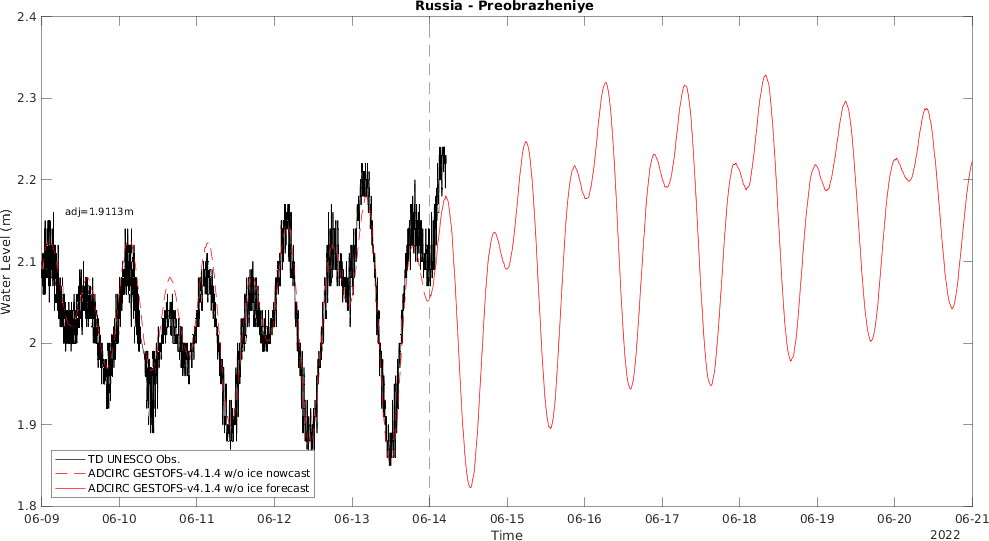 Russia - Preobrazheniye
2.4
2.3
2.2
2.1
2
1.9
1.8
Water Level (m)
adj=1.9113m
TD UNESCO Obs.
ADCIRC GESTOFS-v4.1.4 w/o ice nowcast
ADCIRC GESTOFS-v4.1.4 w/o ice forecast
06-09 06-10 06-11 06-12 06-13 06-14 06-15 06-16 06-17 06-18 06-19 06-20 06-21
Time
2022